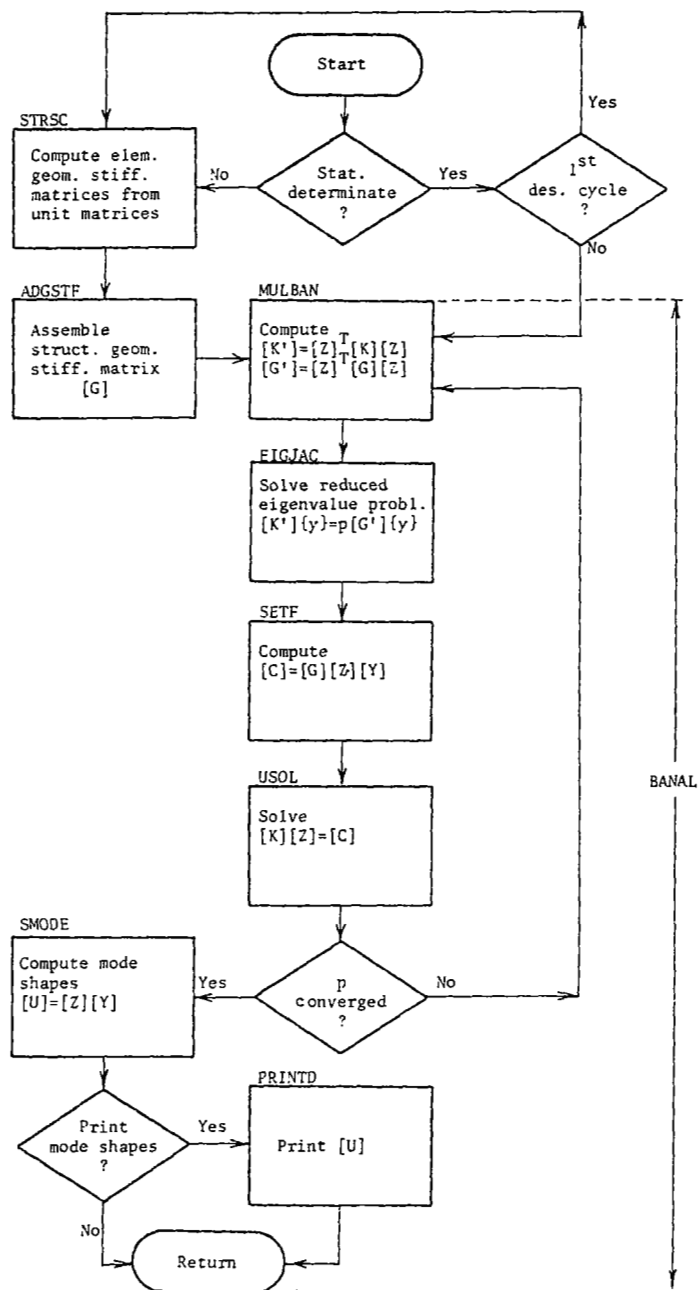 Start
Yes
STRSC
Compute elem.
geom. stiff.
matrices from
unit matrices
No
Stat.
determinate
?
Yes
1st
des. cycle
?
No
ADGSTF
Assemble
struct. geom.
stiff. matrix
[G]
MULBAN
Compute
[K']=[Z]T[K][Z]
[G']=[Z]T[G][Z]
EIGJAC
Solve reduced
eigenvalue probl.
[K']{y}=p[G']{y}
SETF
Compute
[C]=[G][Z][Y]
USOL
Solve
[K][Z]=[C]
BANAL
SMODE
Compute mode
shapes
[U]=[Z][Y]
Yes
p
converged
?
No
PRINTD
Print
mode shapes
?
Yes
Print [U]
No
Return